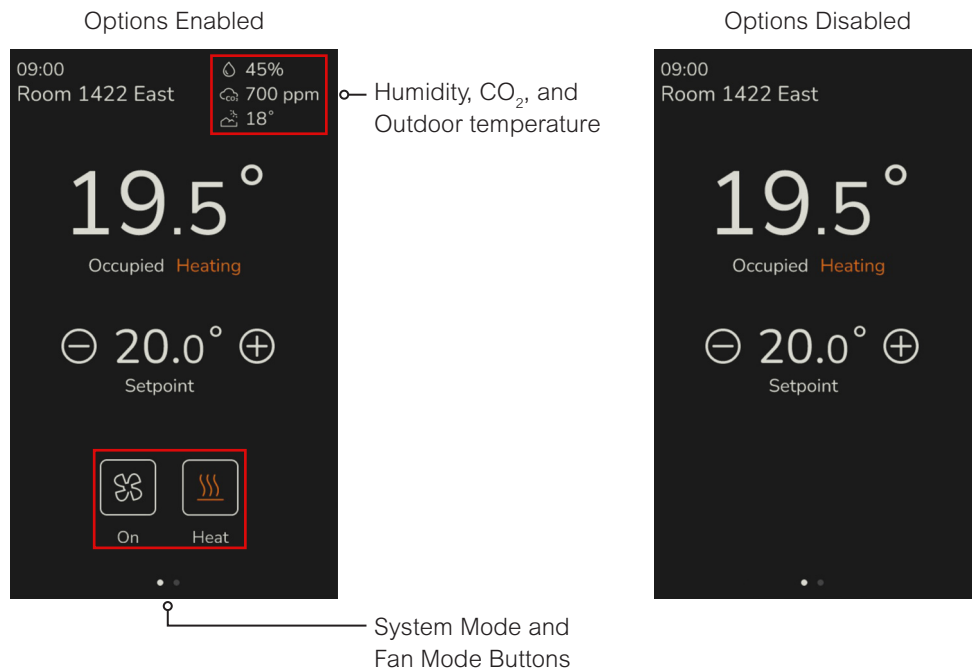 Options Enabled
09:00
Room 1422 East
45%
CO₂ 700 ppm
18°
Humidity, CO₂, and
Outdoor temperature
19.5°
Occupied Heating
20.0°
Setpoint
On Heat
System Mode and
Fan Mode Buttons
Options Disabled
09:00
Room 1422 East
19.5°
Occupied Heating
20.0°
Setpoint